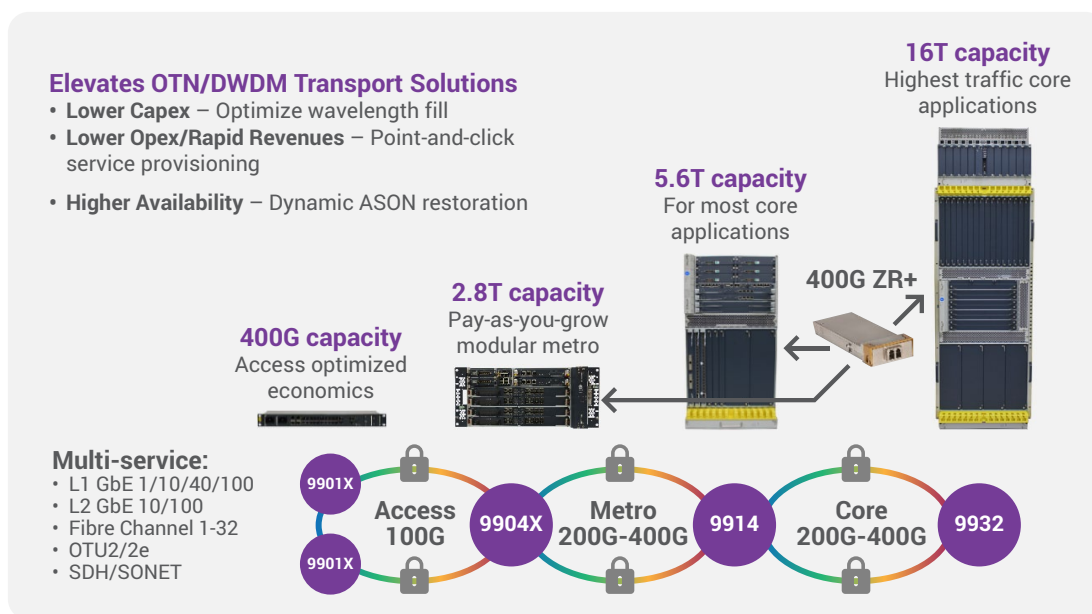 Elevates OTN/DWDM Transport Solutions
• Lower Capex – Optimize wavelength fill
• Lower Opex/Rapid Revenues – Point-and-click
service provisioning
• Higher Availability – Dynamic ASON restoration
16T capacity
Highest traffic core
applications
5.6T capacity
For most core
applications
400G ZR+
2.8T capacity
Pay-as-you-grow
modular metro
400G capacity
Access optimized
economics
Multi-service:
• L1 GbE 1/10/40/100
• L2 GbE 10/100
• Fibre Channel 1-32
• OTU2/2e
• SDH/SONET
9901X
9901X
Access
100G
9904X
Metro
200G-400G
9914
Core
200G-400G
9932